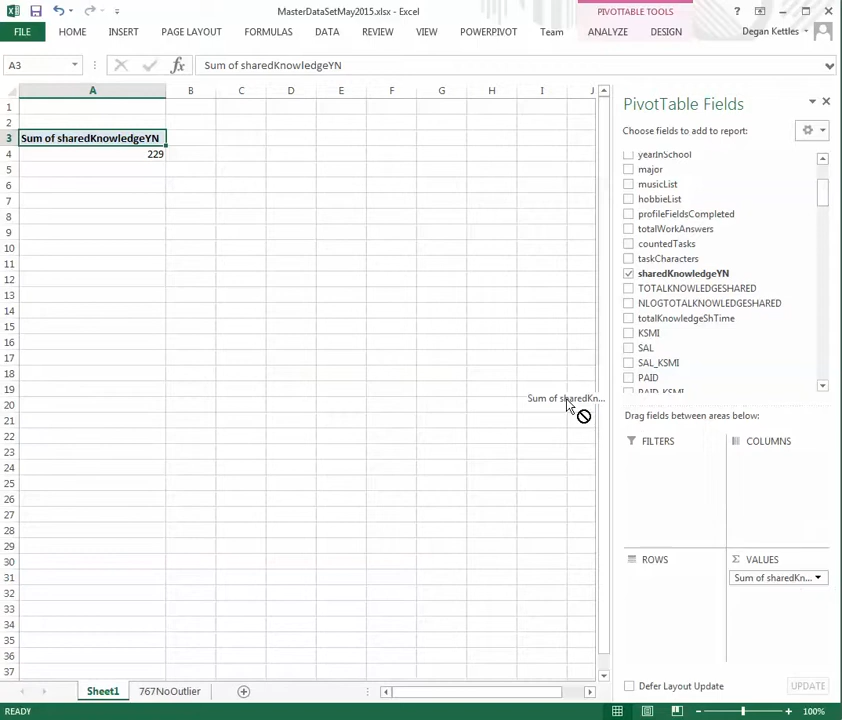 MasterDataSetMay2015.xlsx - Excel
PIVOTTABLE TOOLS
?
FILE HOME INSERT PAGE LAYOUT FORMULAS DATA REVIEW VIEW POWERPIVOT Team ANALYZE DESIGN Degan Kettles
A3 fx Sum of sharedKnowledgeYN
A B C D E F G H I J
1
2
3 Sum of sharedKnowledgeYN
4 229
5
6
7
8
9
10
11
12
13
14
15
16
17
18
19
20
21
22
23
24
25
26
27
28
29
30
31
32
33
34
35
36
37
Sum of sharedKn...
PivotTable Fields
Choose fields to add to report:
yearInSchool
major
musicList
hobbieList
profileFieldsCompleted
totalWorkAnswers
countedTasks
taskCharacters
sharedKnowledgeYN
TOTALKNOWLEDGESHARED
NLOGTOTALKNOWLEDGESHARED
totalKnowledgeShTime
KSMI
SAL
SAL_KSMI
PAID
PAID_KSMI
Drag fields between areas below:
FILTERS
COLUMNS
ROWS
Σ VALUES
Sum of sharedKn...
Defer Layout Update
UPDATE
Sheet1 767NoOutlier
READY
100%